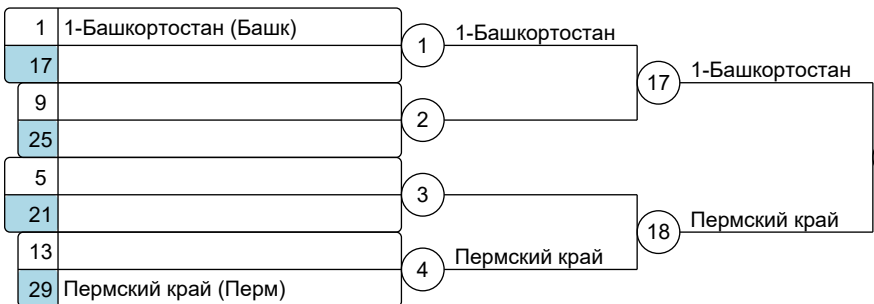 1 1-Башкортостан (Башк)
1 1-Башкортостан
17
17 1-Башкортостан
9
2
25
5
3
21
18 Пермский край
13
4 Пермский край
29 Пермский край (Перм)